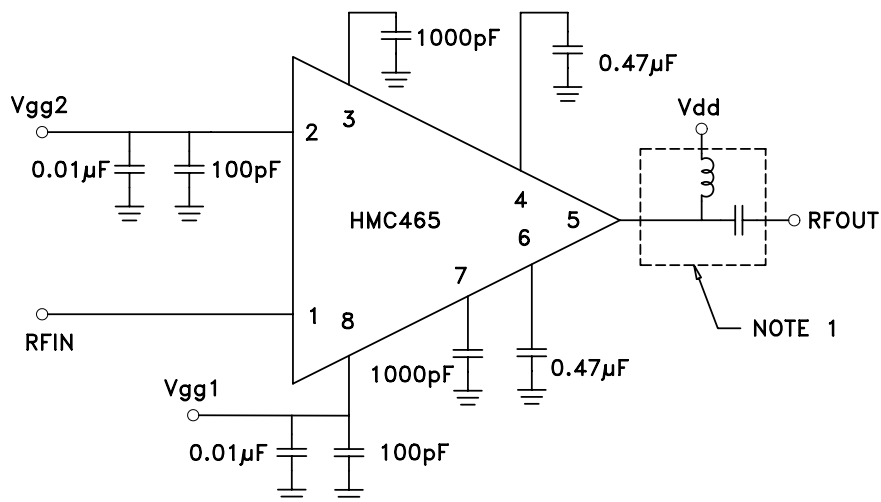 1000pF
0.47µF
Vgg2
Vdd
2
3
0.01µF
100pF
4
HMC465
5
RFOUT
6
7
1
8
NOTE 1
RFIN
1000pF
0.47µF
Vgg1
0.01µF
100pF